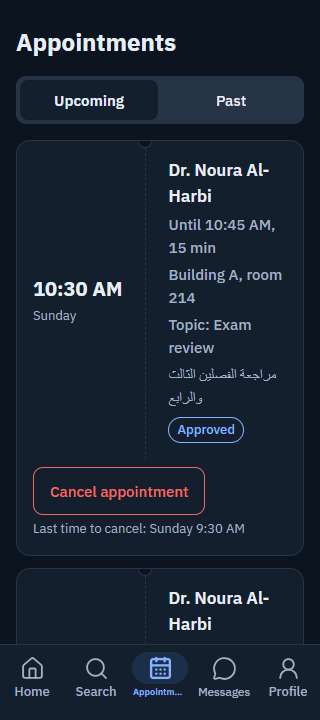 Appointments
Upcoming
Past
Dr. Noura Al-
Harbi
Until 10:45 AM,
15 min
Building A, room
214
Topic: Exam
review
مراجعة الفصلين الثالث
والرابع
Approved
10:30 AM
Sunday
Cancel appointment
Last time to cancel: Sunday 9:30 AM
Dr. Noura Al-
Harbi
Home
Search
Appointm...
Messages
Profile